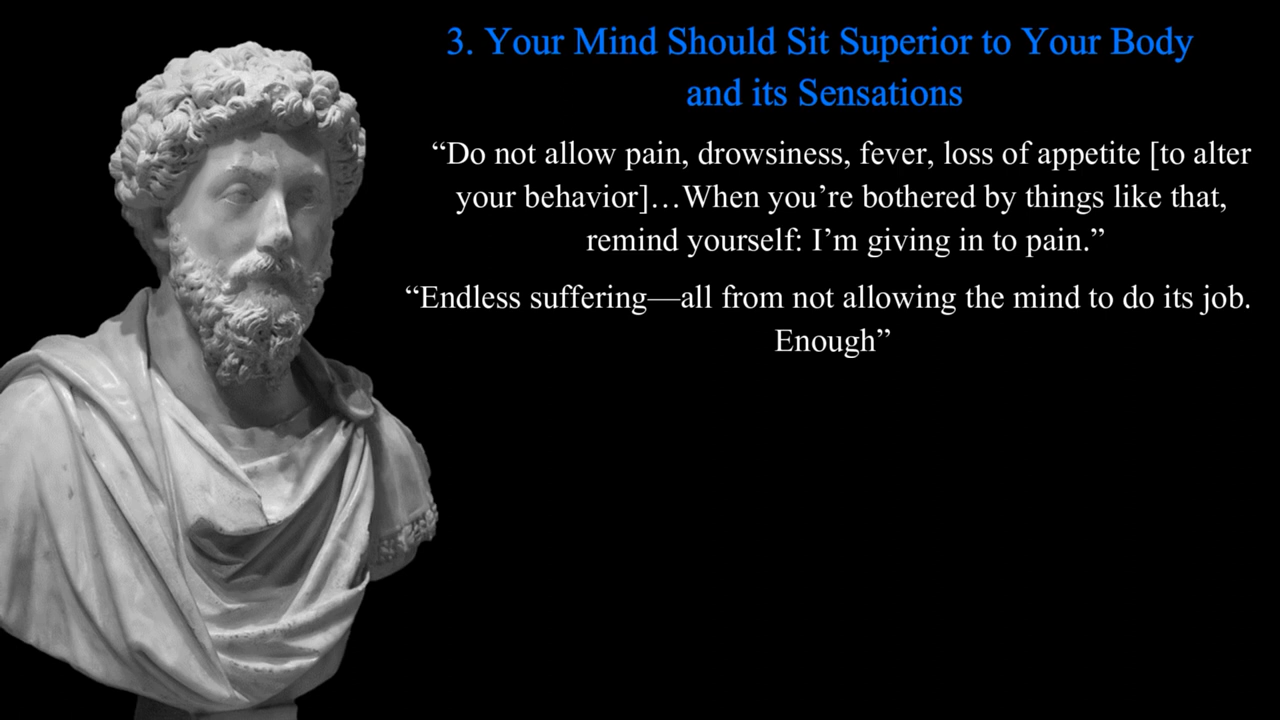 3. Your Mind Should Sit Superior to Your Body
and its Sensations
“Do not allow pain, drowsiness, fever, loss of appetite [to alter
your behavior]…When you’re bothered by things like that,
remind yourself: I’m giving in to pain.”
“Endless suffering—all from not allowing the mind to do its job.
Enough”